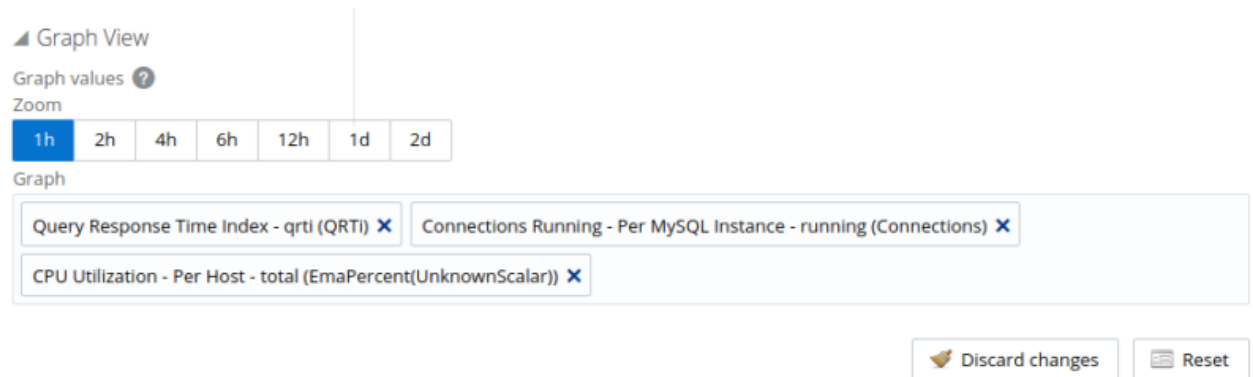 Graph View
Graph values ?
Zoom
1h 2h 4h 6h 12h 1d 2d
Graph
Query Response Time Index - qrti (QRTi) Connections Running - Per MySQL Instance - running (Connections)
CPU Utilization - Per Host - total (EmaPercent(UnknownScalar))
Discard changes Reset